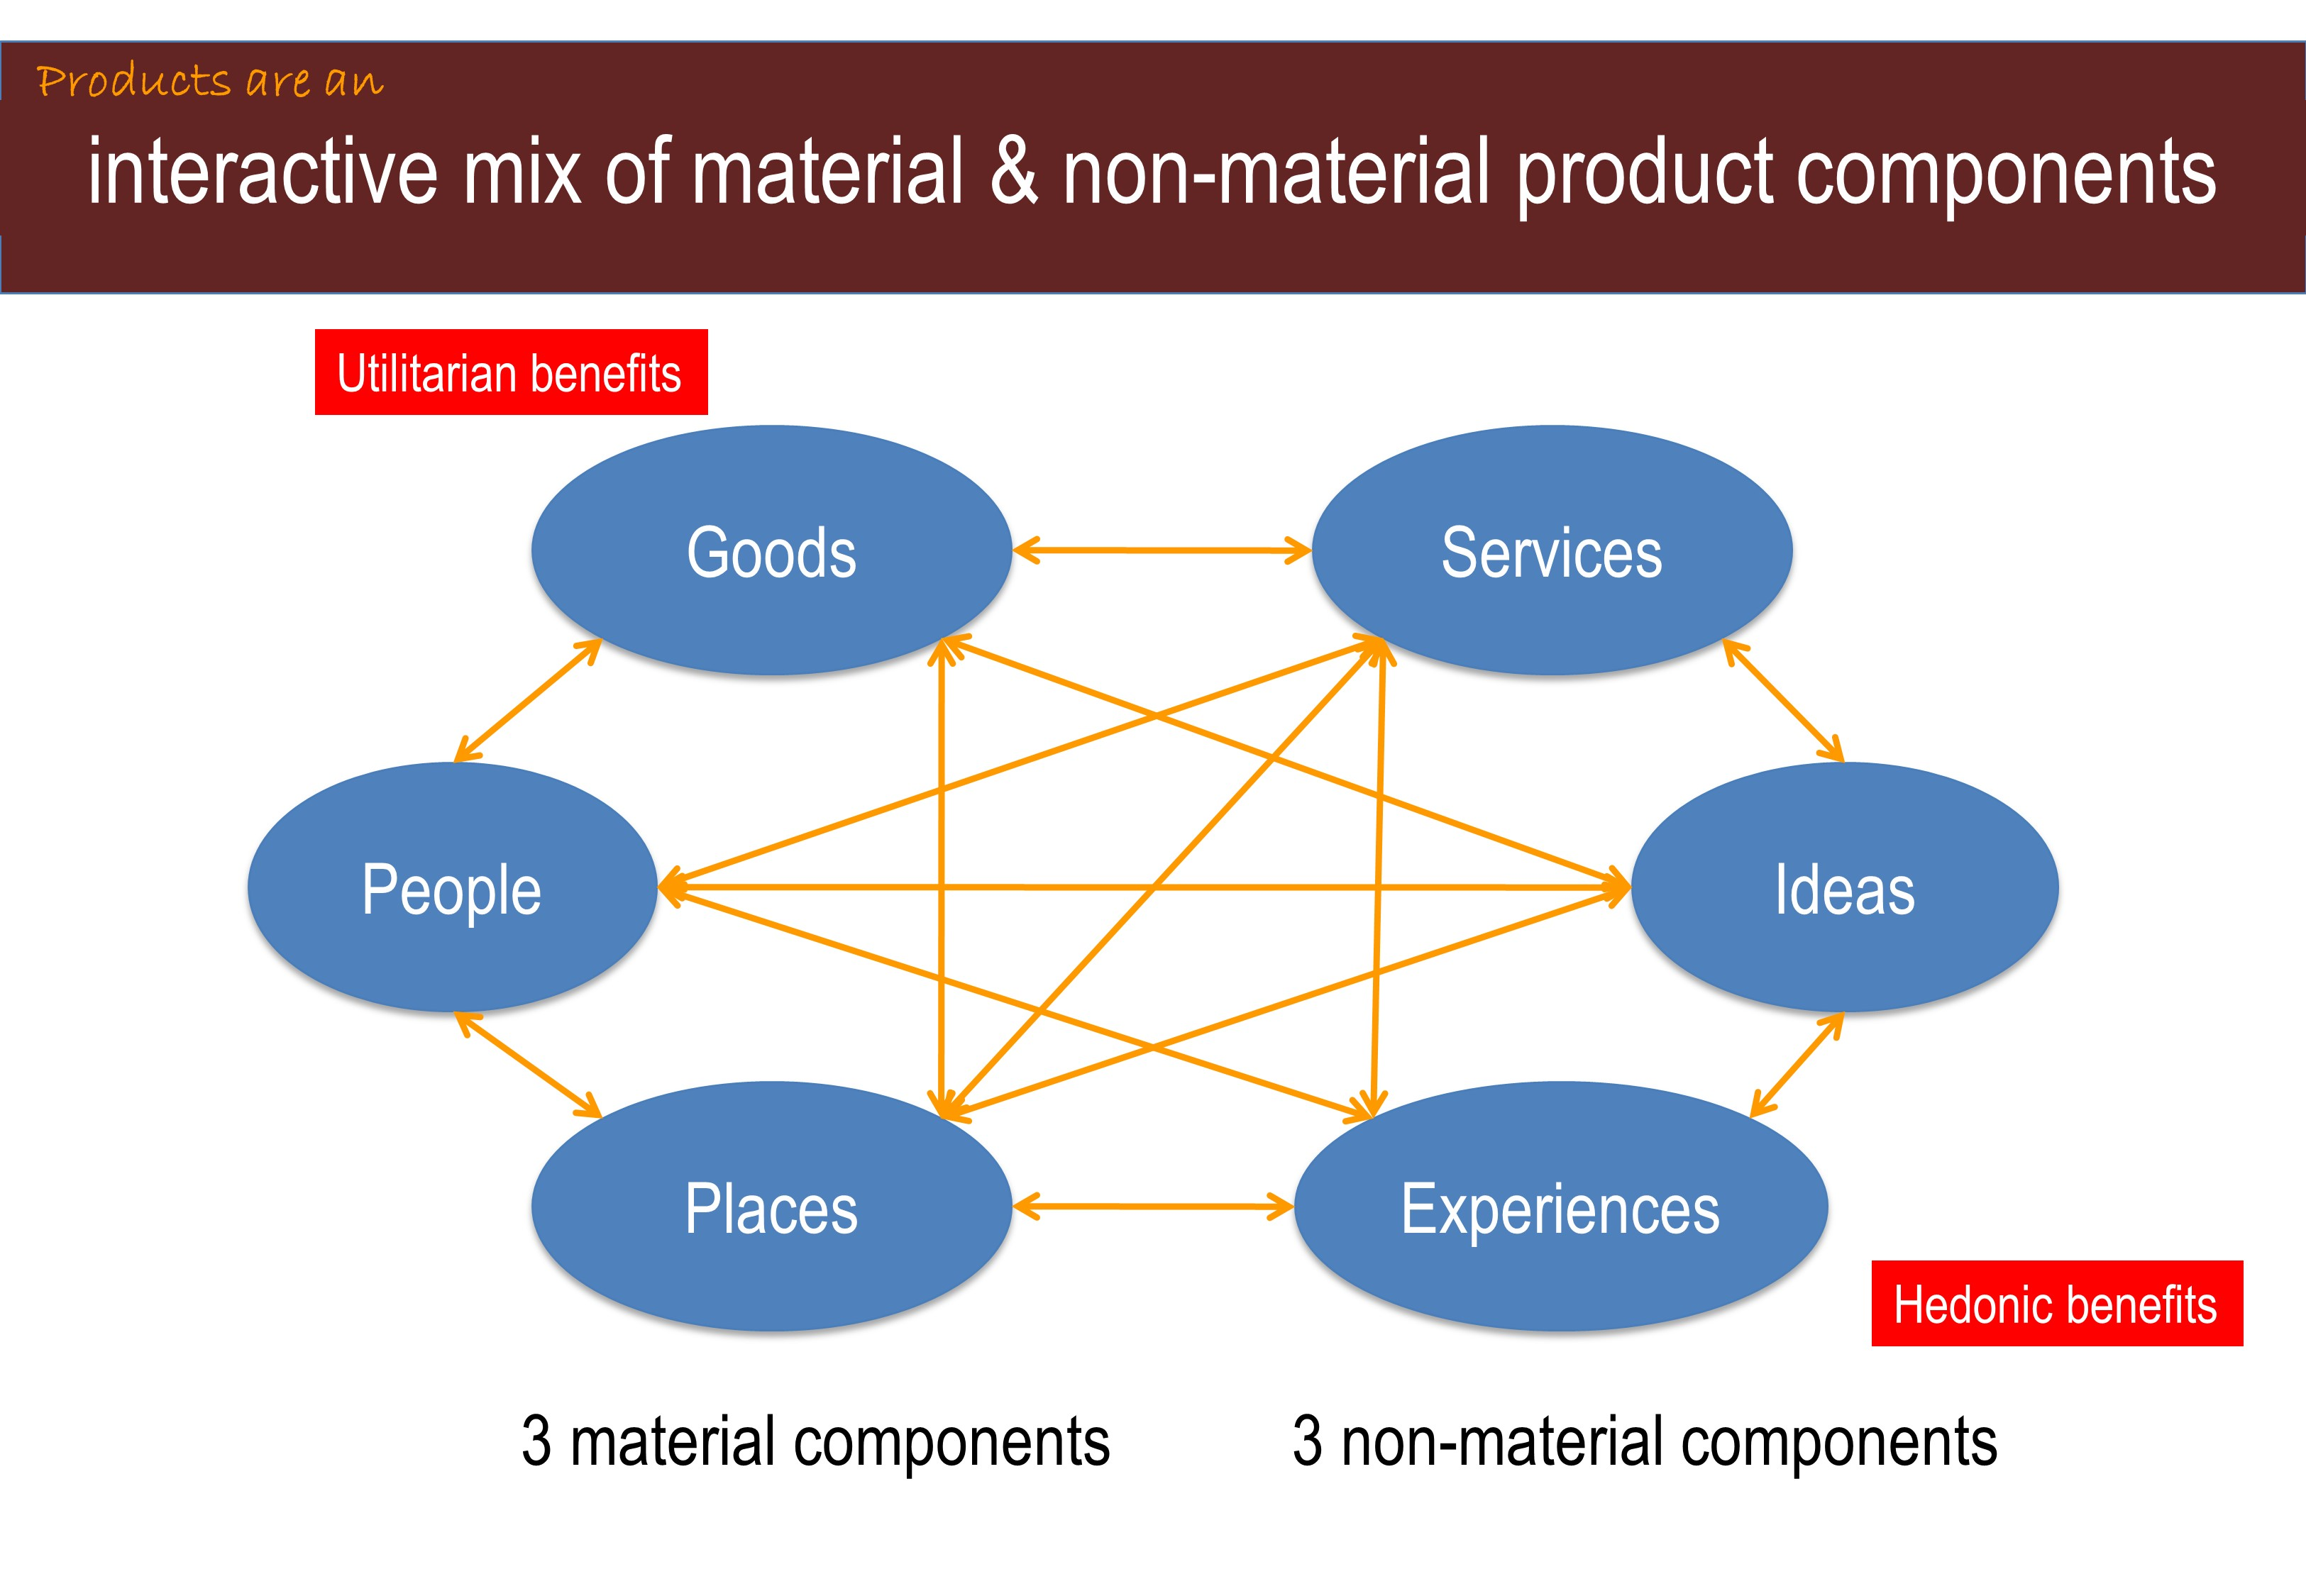 Products are an
interactive mix of material & non-material product components
Utilitarian benefits
Goods
Services
People
Ideas
Places
Experiences
Hedonic benefits
3 material components
3 non-material components